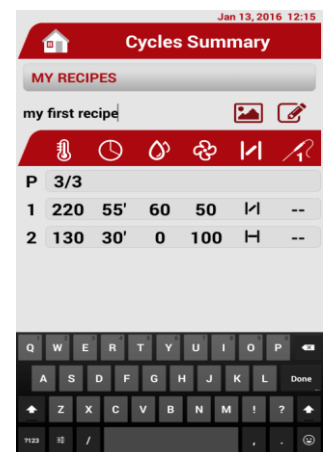 Jan 13, 2016 12:15
Cycles Summary
MY RECIPES
my first recipe
P 3/3
1 220 55' 60 50 --
2 130 30' 0 100 --
Q W E R T Y U I O P
A S D F G H J K L Done
Z X C V B N M ! ?
?123 / , .